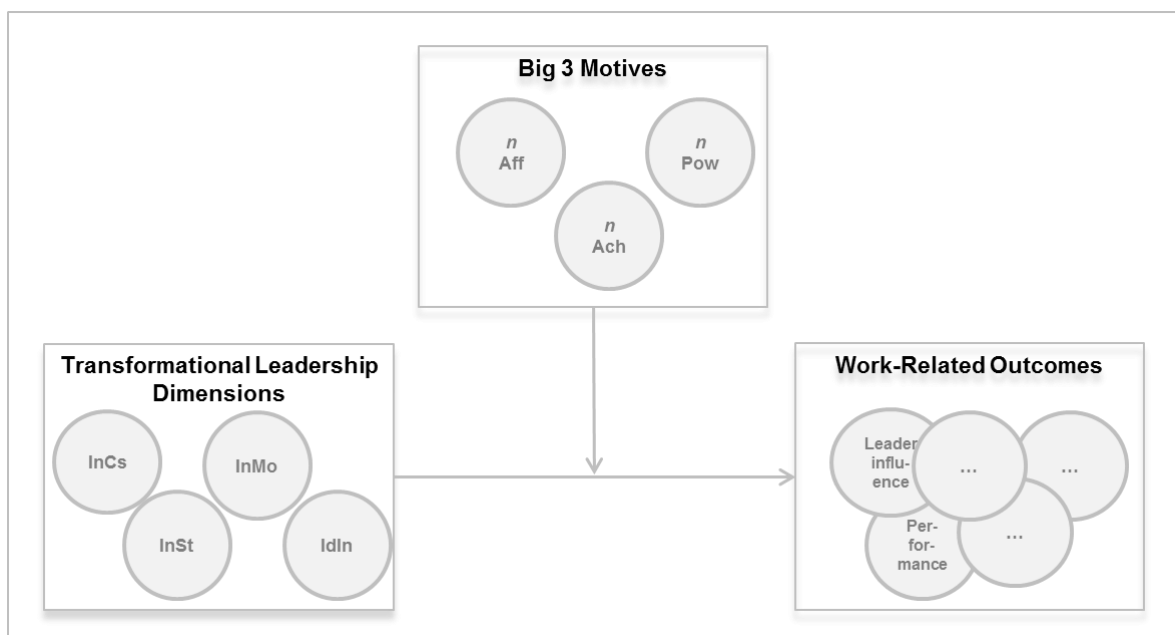 Big 3 Motives
n
Aff
n
Pow
n
Ach
Transformational Leadership
Dimensions
InCs
InMo
InSt
IdIn
Work-Related Outcomes
Leader
influ-
ence
...
...
Per-
for-
mance
...